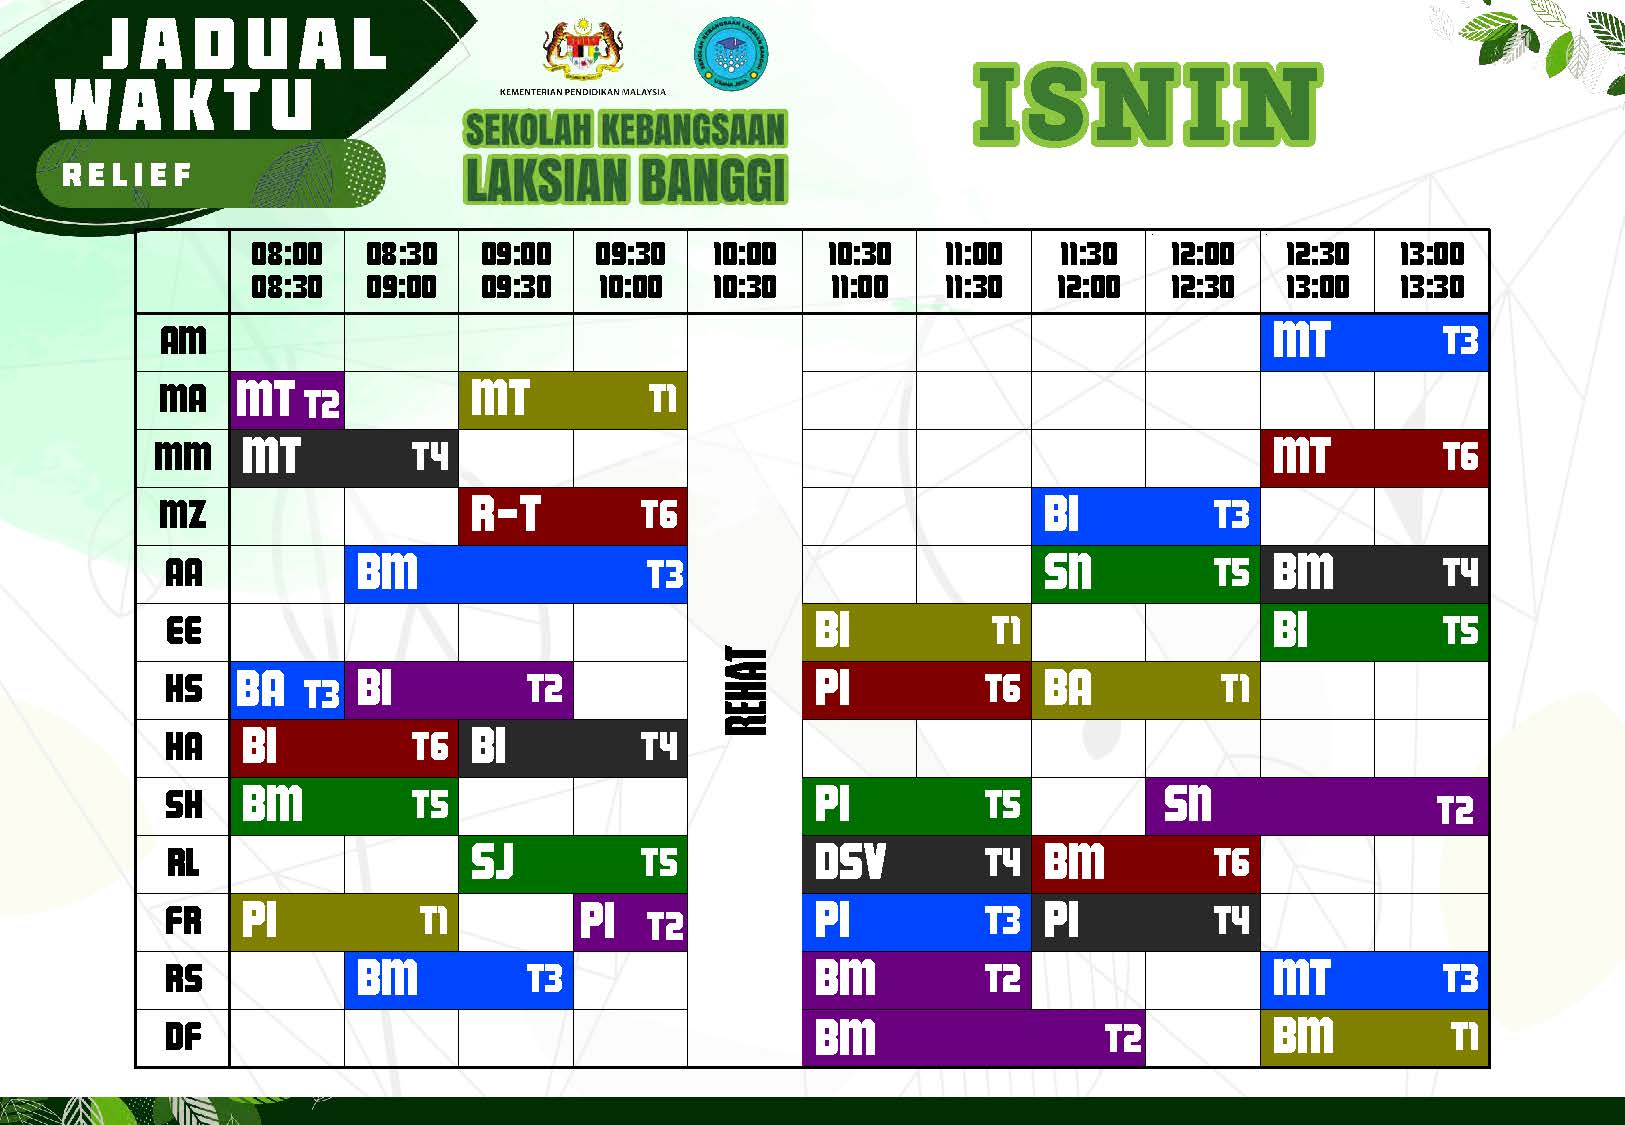 JADUAL
WAKTU
RELIEF
KEMENTERIAN PENDIDIKAN MALAYSIA
SEKOLAH KEBANGSAAN
LAKSIAN BANGGI
ISNIN
08:00 08:30 09:00 09:30 10:00 10:30 11:00 11:30 12:00 12:30 13:00
08:30 09:00 09:30 10:00 10:30 11:00 11:30 12:00 12:30 13:00 13:30
AM MT T3
MA MT T2 MT T1
MM MT T4 MT T6
MZ R-T T6 BI T3
AA BM T3 SN T5 BM T4
EE BI T1 BI T5
REHAT
HS BA T3 BI T2 PI T6 BA T1
HA BI T6 BI T4
SH BM T5 PI T5 SN T2
RL SJ T5 DSV T4 BM T6
FR PI T1 PI T2 PI T3 PI T4
RS BM T3 BM T2 MT T3
DF BM T2 BM T1